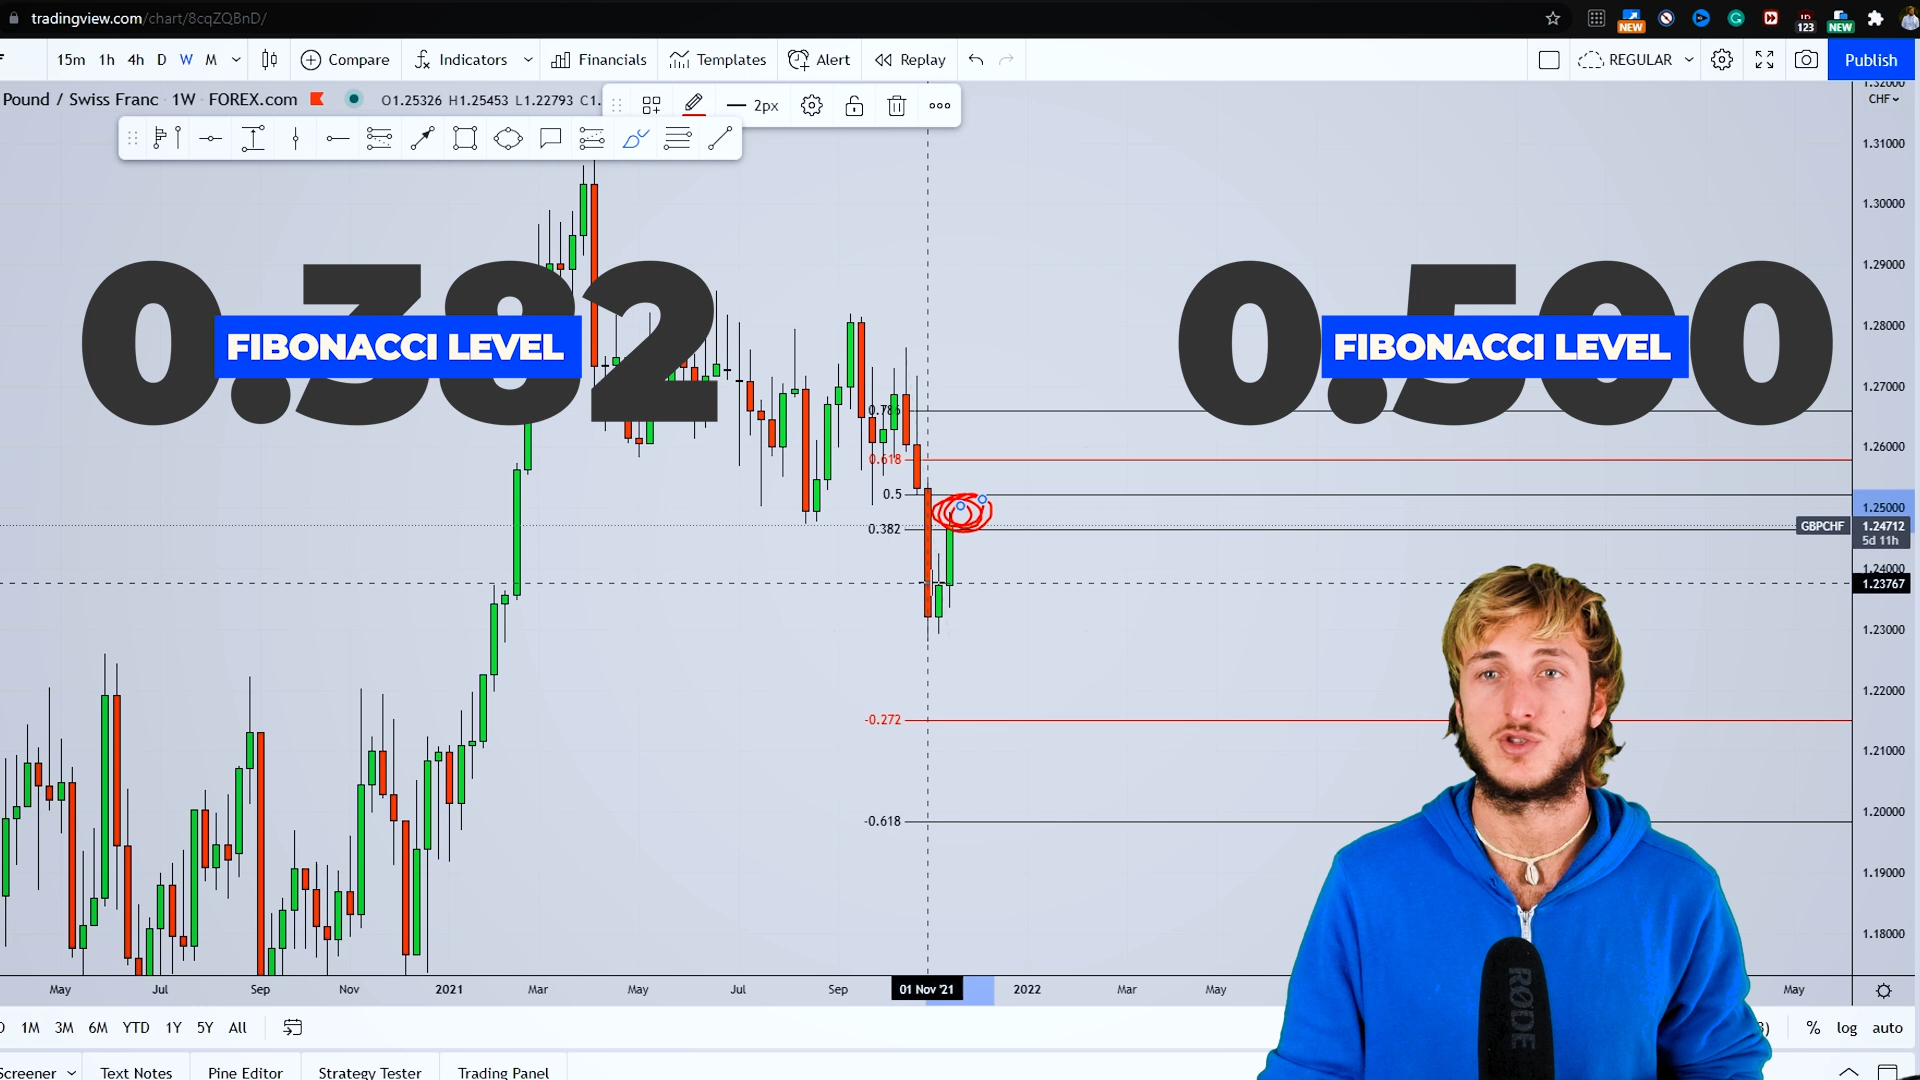 tradingview.com/chart/8cqZQBnD/
NEW
123
NEW
15m 1h 4h D W M
Compare
Indicators
Financials
Templates
Alert
Replay
REGULAR
Publish
Pound / Swiss Franc · 1W · FOREX.com
O1.25326 H1.25453 L1.22793 C1.
2px
1.32000
CHF
1.31000
1.30000
1.29000
1.28000
1.27000
1.26000
1.25000
GBPCHF
1.24712
5d 11h
1.24000
1.23767
1.23000
1.22000
1.21000
1.20000
1.19000
1.18000
0.382
FIBONACCI LEVEL
0.500
FIBONACCI LEVEL
0.786
0.618
0.5
0.382
-0.272
-0.618
RØDE
May Jul Sep Nov 2021 Mar May Jul Sep 01 Nov '21 2022 Mar May May
1M 3M 6M YTD 1Y 5Y All
% log auto
Screener Text Notes Pine Editor Strategy Tester Trading Panel